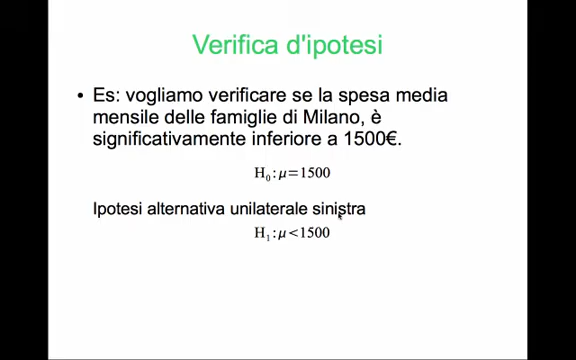 Verifica d'ipotesi
• Es: vogliamo verificare se la spesa media
mensile delle famiglie di Milano, è
significativamente inferiore a 1500€.
H₀:μ=1500
Ipotesi alternativa unilaterale sinistra
H₁:μ<1500